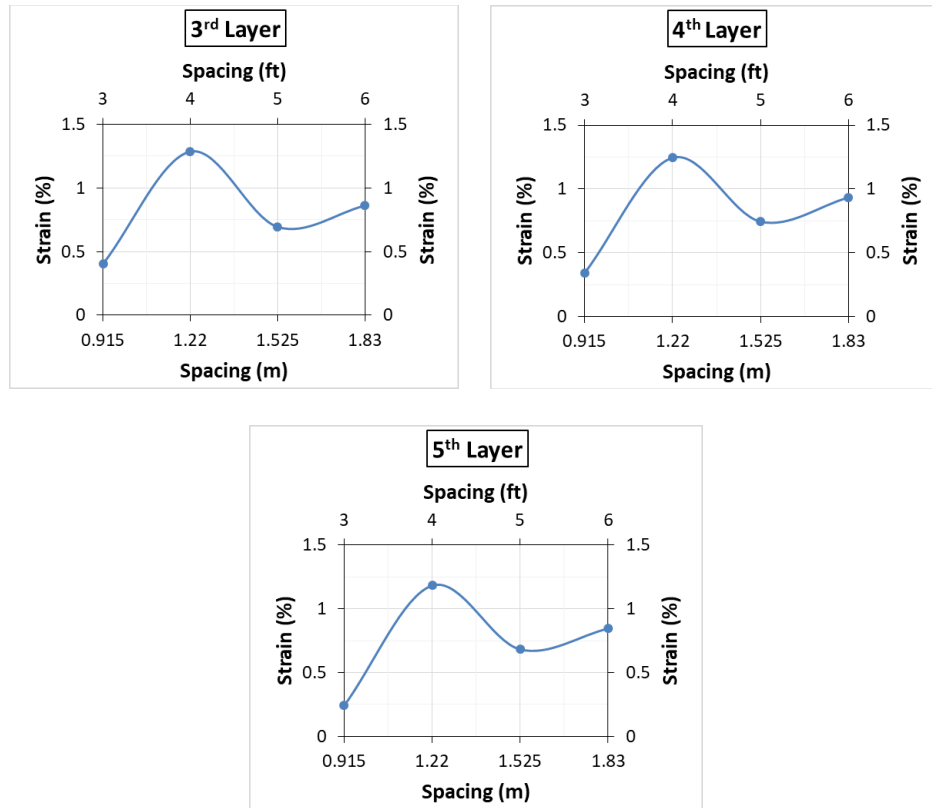 3rd Layer
Spacing (ft)
3 4 5 6
1.5 1.5
1 1
0.5 0.5
0 0
Strain (%) Strain (%)
0.915 1.22 1.525 1.83
Spacing (m)
4th Layer
Spacing (ft)
3 4 5 6
1.5 1.5
1 1
0.5 0.5
0 0
Strain (%) Strain (%)
0.915 1.22 1.525 1.83
Spacing (m)
5th Layer
Spacing (ft)
3 4 5 6
1.5 1.5
1 1
0.5 0.5
0 0
Strain (%) Strain (%)
0.915 1.22 1.525 1.83
Spacing (m)